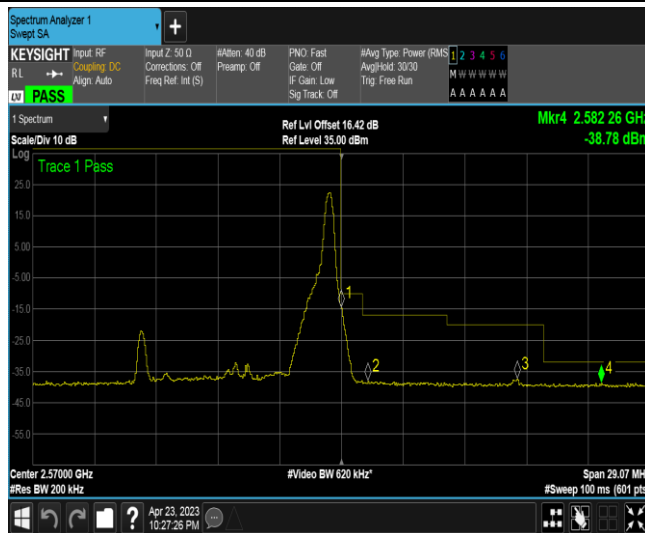 Spectrum Analyzer 1
Swept SA
KEYSIGHT
RL
LXI PASS
Input: RF
Coupling: DC
Align: Auto
Input Z: 50 Ω
Corrections: Off
Freq Ref: Int (S)
#Atten: 40 dB
Preamp: Off
PNO: Fast
Gate: Off
IF Gain: Low
Sig Track: Off
#Avg Type: Power (RMS
Avg|Hold: 30/30
Trig: Free Run
1 2 3 4 5 6
M W W W W W
A A A A A A
1 Spectrum
Scale/Div 10 dB
Ref Lvl Offset 16.42 dB
Ref Level 35.00 dBm
Mkr4 2.582 26 GHz
-38.78 dBm
Log
Trace 1 Pass
25.0
15.0
5.00
-5.00
-15.0
-25.0
-35.0
-45.0
-55.0
1
2
3
4
Center 2.57000 GHz
#Res BW 200 kHz
#Video BW 620 kHz*
Span 29.07 MH
#Sweep 100 ms (601 pts
?
Apr 23, 2023
10:27:26 PM